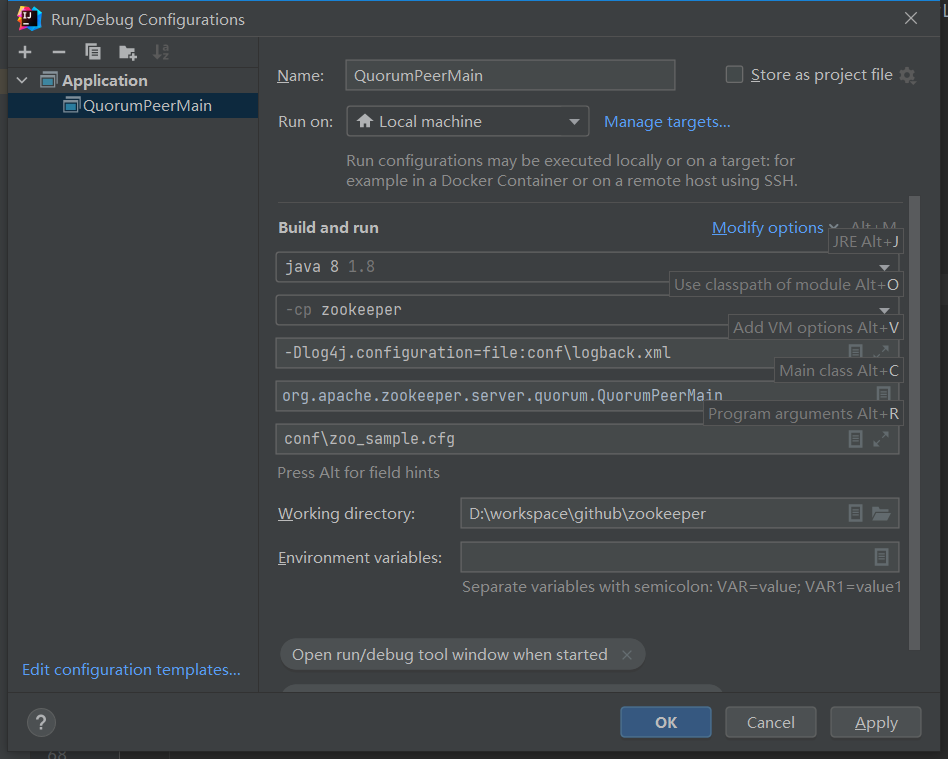 Run/Debug Configurations
Application
QuorumPeerMain
Edit configuration templates...
Name:
QuorumPeerMain
Store as project file
Run on:
Local machine
Manage targets...
Run configurations may be executed locally or on a target: for
example in a Docker Container or on a remote host using SSH.
Build and run
Modify options
Alt+M
JRE Alt+J
java 8 1.8
Use classpath of module Alt+O
-cp zookeeper
Add VM options Alt+V
-Dlog4j.configuration=file:conf\logback.xml
Main class Alt+C
org.apache.zookeeper.server.quorum.QuorumPeerMain
Program arguments Alt+R
conf\zoo_sample.cfg
Press Alt for field hints
Working directory:
D:\workspace\github\zookeeper
Environment variables:
Separate variables with semicolon: VAR=value; VAR1=value1
Open run/debug tool window when started
?
OK
Cancel
Apply